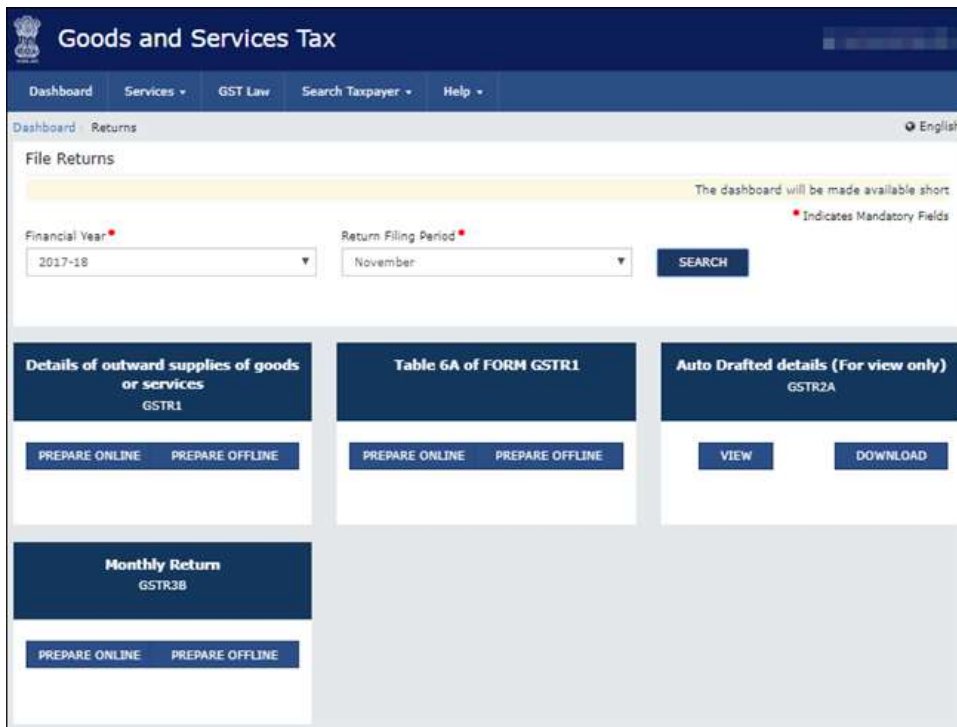 Goods and Services Tax
Dashboard Services GST Law Search Taxpayer Help
Dashboard Returns English
File Returns
The dashboard will be made available short
• Indicates Mandatory Fields
Financial Year• Return Filing Period•
2017-18 November SEARCH
Details of outward supplies of goods
or services
GSTR1
Table 6A of FORM GSTR1
Auto Drafted details (For view only)
GSTR2A
PREPARE ONLINE PREPARE OFFLINE
PREPARE ONLINE PREPARE OFFLINE
VIEW DOWNLOAD
Monthly Return
GSTR3B
PREPARE ONLINE PREPARE OFFLINE